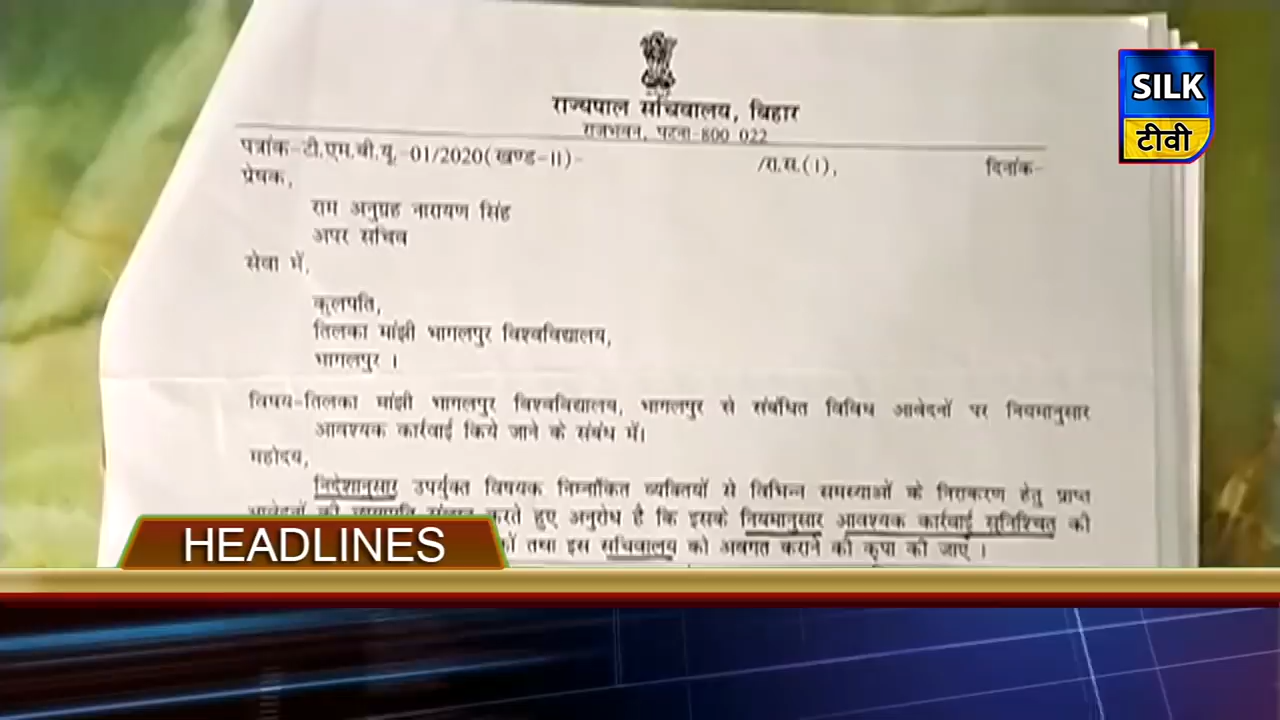 राज्यपाल सचिवालय, बिहार
राजभवन, पटना-800 022
पत्रांक-टी.एम.बी.यू.-01/2020(खण्ड-II)- /रा.स.(I), दिनांक-
प्रेषक,
राम अनुग्रह नारायण सिंह
अपर सचिव
सेवा में,
कुलपति,
तिलका मांझी भागलपुर विश्वविद्यालय,
भागलपुर ।
विषय-तिलका मांझी भागलपुर विश्वविद्यालय, भागलपुर से संबंधित विविध आवेदनों पर नियमानुसार
आवश्यक कार्रवाई किये जाने के संबंध में।
महोदय,
निदेशानुसार उपर्युक्त विषयक निम्नांकित व्यक्तियों से विभिन्न समस्याओं के निराकरण हेतु प्राप्त
करते हुए अनुरोध है कि इसके नियमानुसार आवश्यक कार्रवाई सुनिश्चित की
तथा इस सचिवालय को अवगत कराने की कृपा की जाए ।
SILK
टीवी
HEADLINES